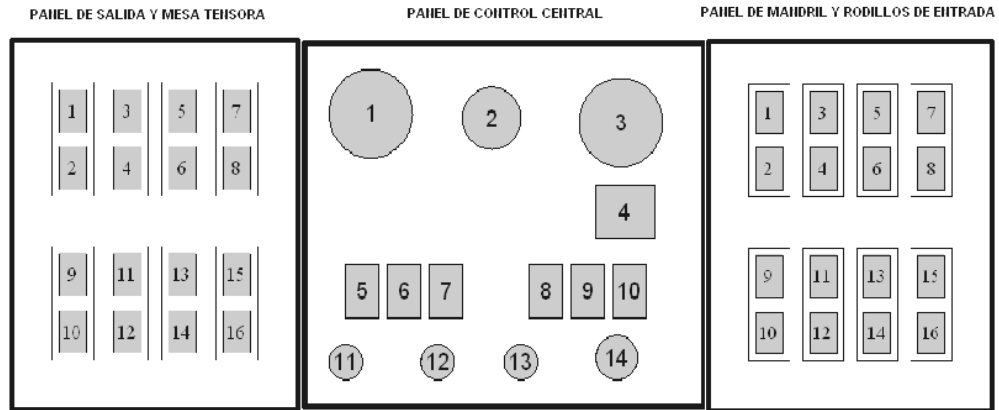 PANEL DE SALIDA Y MESA TENSORA
1 3 5 7
2 4 6 8
9 11 13 15
10 12 14 16
PANEL DE CONTROL CENTRAL
1 2 3
4
5 6 7 8 9 10
11 12 13 14
PANEL DE MANDRIL Y RODILLOS DE ENTRADA
1 3 5 7
2 4 6 8
9 11 13 15
10 12 14 16